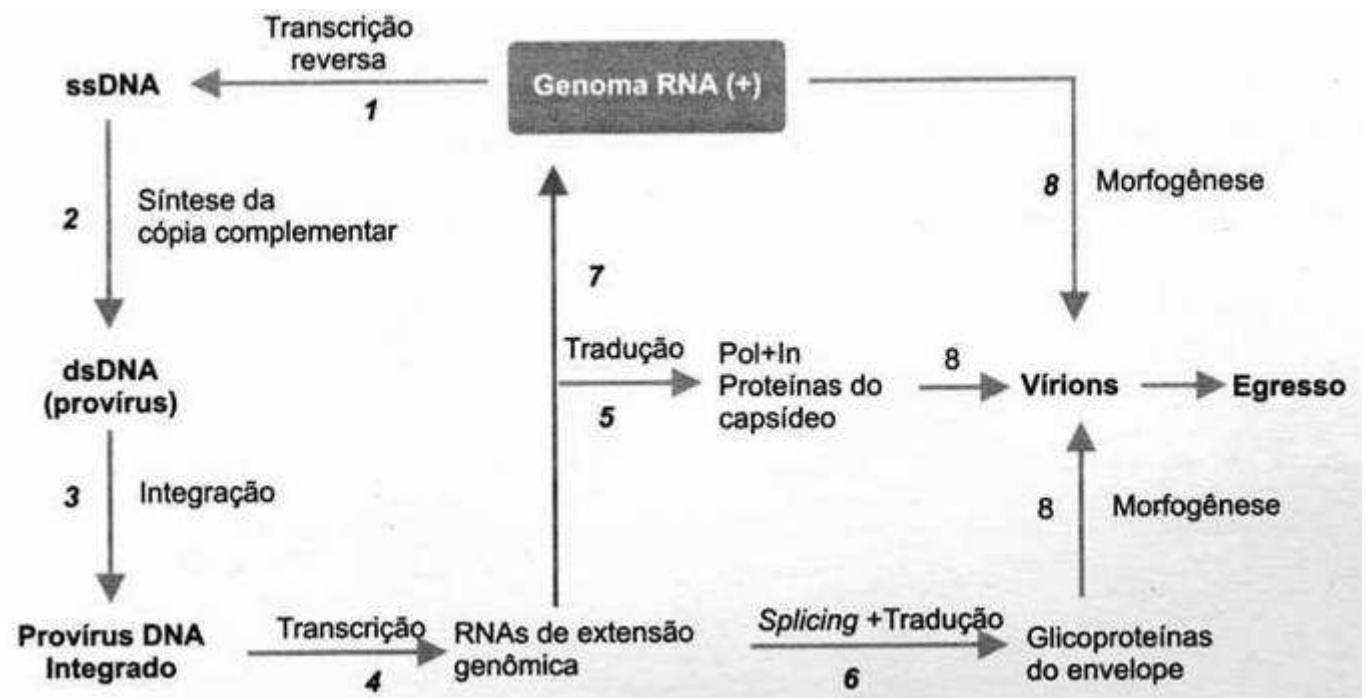 Transcrição
reversa
ssDNA
1
Genoma RNA (+)
2
Síntese da
cópia complementar
8
Morfogênese
7
dsDNA
(provírus)
Tradução
5
Pol+In
Proteínas do
capsídeo
8
Vírions
Egresso
3
Integração
8
Morfogênese
Provírus DNA
Integrado
Transcrição
4
RNAs de extensão
genômica
Splicing +Tradução
6
Glicoproteínas
do envelope